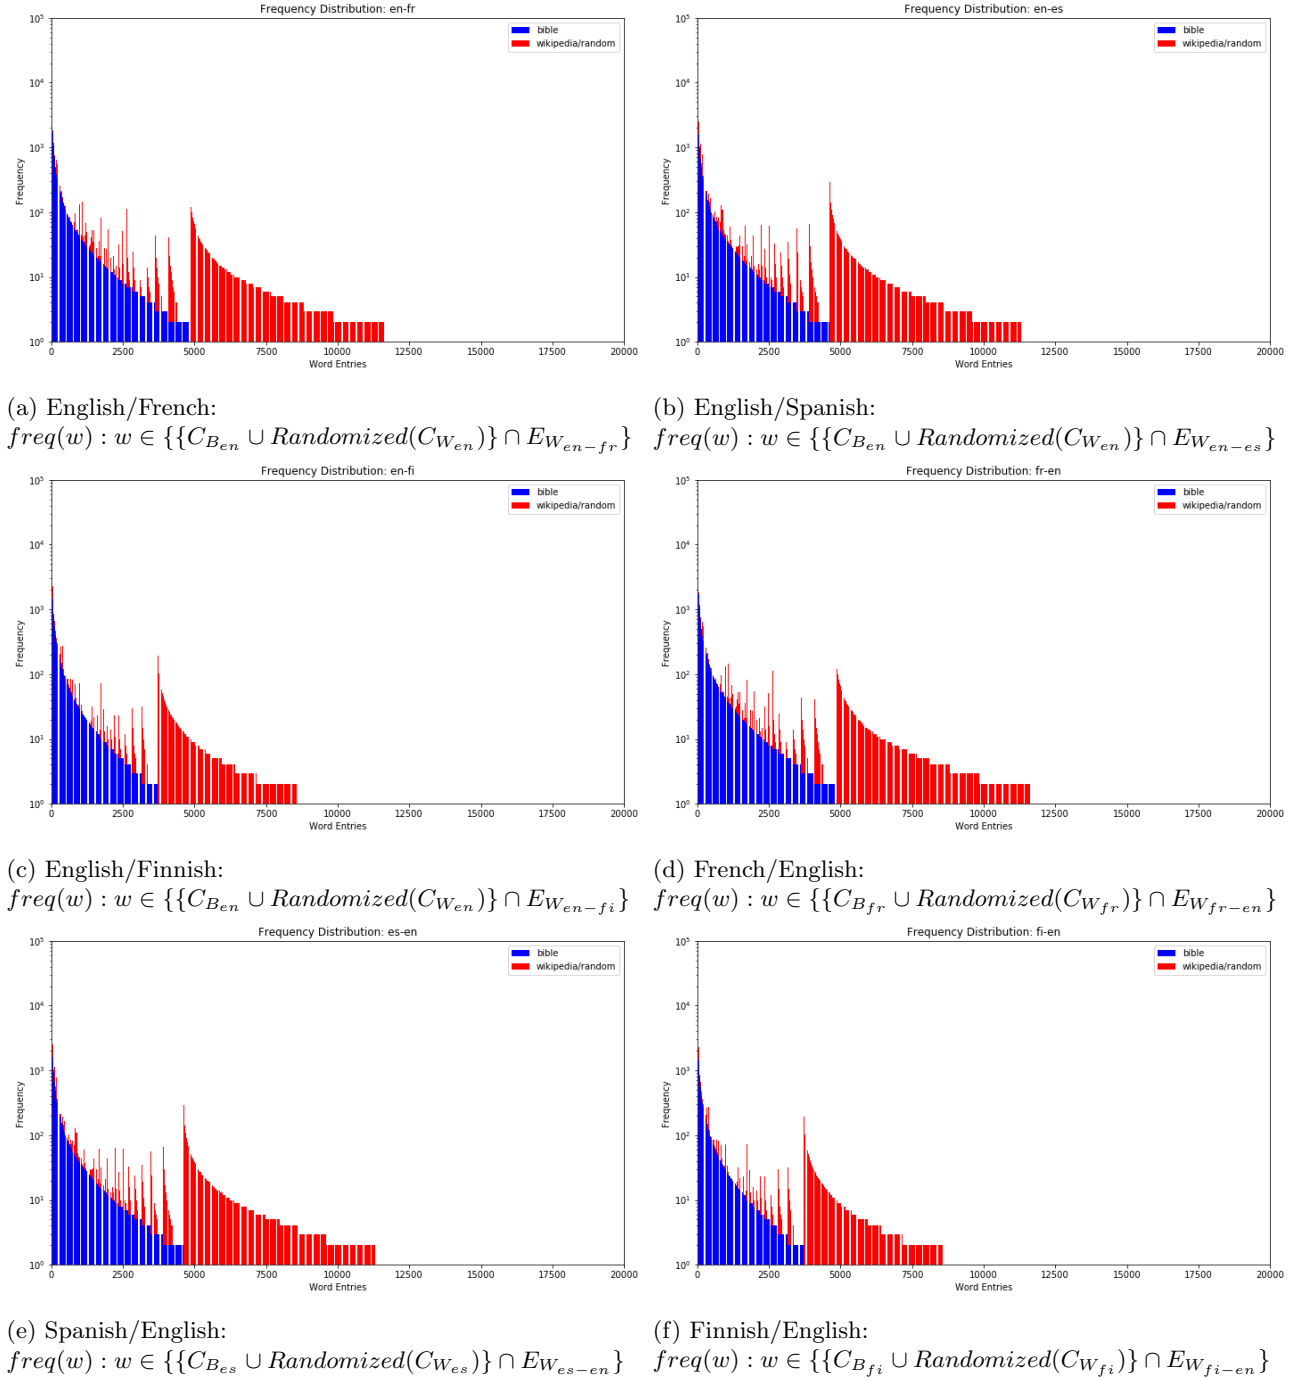 Frequency Distribution: en-fr
10^5
10^4
10^3
10^2
10^1
10^0
Frequency
bible
wikipedia/random
0 2500 5000 7500 10000 12500 15000 17500 20000
Word Entries
Frequency Distribution: en-es
10^5
10^4
10^3
10^2
10^1
10^0
Frequency
bible
wikipedia/random
0 2500 5000 7500 10000 12500 15000 17500 20000
Word Entries
(a) English/French:
freq(w) : w ∈ {{C_{B_{en}} ∪ Randomized(C_{W_{en}})} ∩ E_{W_{en-fr}}}
(b) English/Spanish:
freq(w) : w ∈ {{C_{B_{en}} ∪ Randomized(C_{W_{en}})} ∩ E_{W_{en-es}}}
Frequency Distribution: en-fi
10^5
10^4
10^3
10^2
10^1
10^0
Frequency
bible
wikipedia/random
0 2500 5000 7500 10000 12500 15000 17500 20000
Word Entries
Frequency Distribution: fr-en
10^5
10^4
10^3
10^2
10^1
10^0
Frequency
bible
wikipedia/random
0 2500 5000 7500 10000 12500 15000 17500 20000
Word Entries
(c) English/Finnish:
freq(w) : w ∈ {{C_{B_{en}} ∪ Randomized(C_{W_{en}})} ∩ E_{W_{en-fi}}}
(d) French/English:
freq(w) : w ∈ {{C_{B_{fr}} ∪ Randomized(C_{W_{fr}})} ∩ E_{W_{fr-en}}}
Frequency Distribution: es-en
10^5
10^4
10^3
10^2
10^1
10^0
Frequency
bible
wikipedia/random
0 2500 5000 7500 10000 12500 15000 17500 20000
Word Entries
Frequency Distribution: fi-en
10^5
10^4
10^3
10^2
10^1
10^0
Frequency
bible
wikipedia/random
0 2500 5000 7500 10000 12500 15000 17500 20000
Word Entries
(e) Spanish/English:
freq(w) : w ∈ {{C_{B_{es}} ∪ Randomized(C_{W_{es}})} ∩ E_{W_{es-en}}}
(f) Finnish/English:
freq(w) : w ∈ {{C_{B_{fi}} ∪ Randomized(C_{W_{fi}})} ∩ E_{W_{fi-en}}}